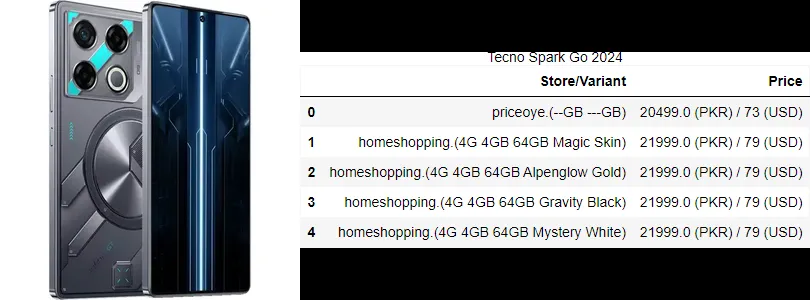 Tecno Spark Go 2024
Store/Variant Price
0 priceoye.(--GB ---GB) 20499.0 (PKR) / 73 (USD)
1 homeshopping.(4G 4GB 64GB Magic Skin) 21999.0 (PKR) / 79 (USD)
2 homeshopping.(4G 4GB 64GB Alpenglow Gold) 21999.0 (PKR) / 79 (USD)
3 homeshopping.(4G 4GB 64GB Gravity Black) 21999.0 (PKR) / 79 (USD)
4 homeshopping.(4G 4GB 64GB Mystery White) 21999.0 (PKR) / 79 (USD)